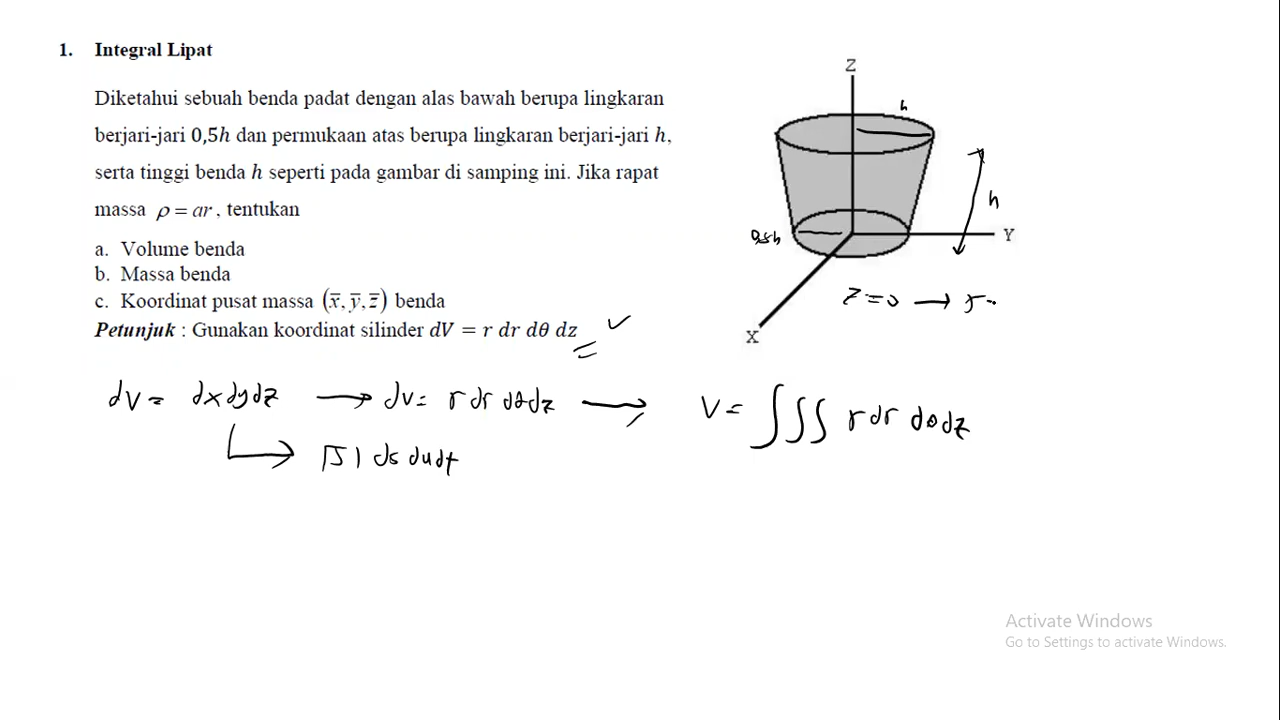 1. Integral Lipat
Diketahui sebuah benda padat dengan alas bawah berupa lingkaran
berjari-jari 0,5h dan permukaan atas berupa lingkaran berjari-jari h,
serta tinggi benda h seperti pada gambar di samping ini. Jika rapat
massa ρ = ar, tentukan
a. Volume benda
b. Massa benda
c. Koordinat pusat massa (x̅, y̅, z̅) benda
Petunjuk : Gunakan koordinat silinder dV = r dr dθ dz
Z
h
h
0,5h
Y
X
z=0 → r=
dV = dxdydz → dV = r dr dθ dz → V = ∫∫∫ r dr dθ dz
|J| ds du dt
Activate Windows
Go to Settings to activate Windows.